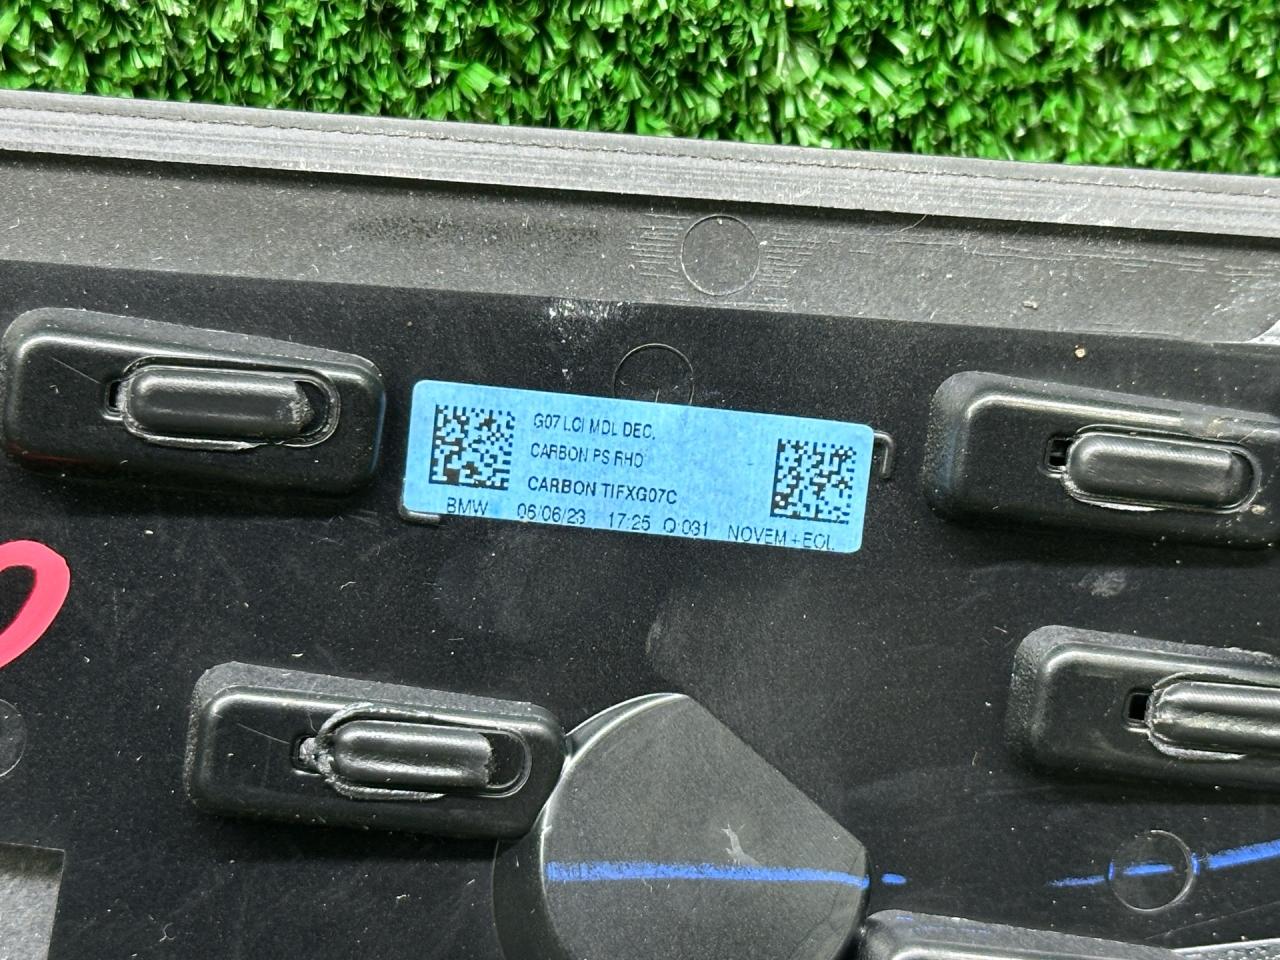 G07 LCI MDL DEC.
CARBON PS RHD
CARBON TIFXG07C
BMW 06/06/23 17:25 Q:031 NOVEM +EOL